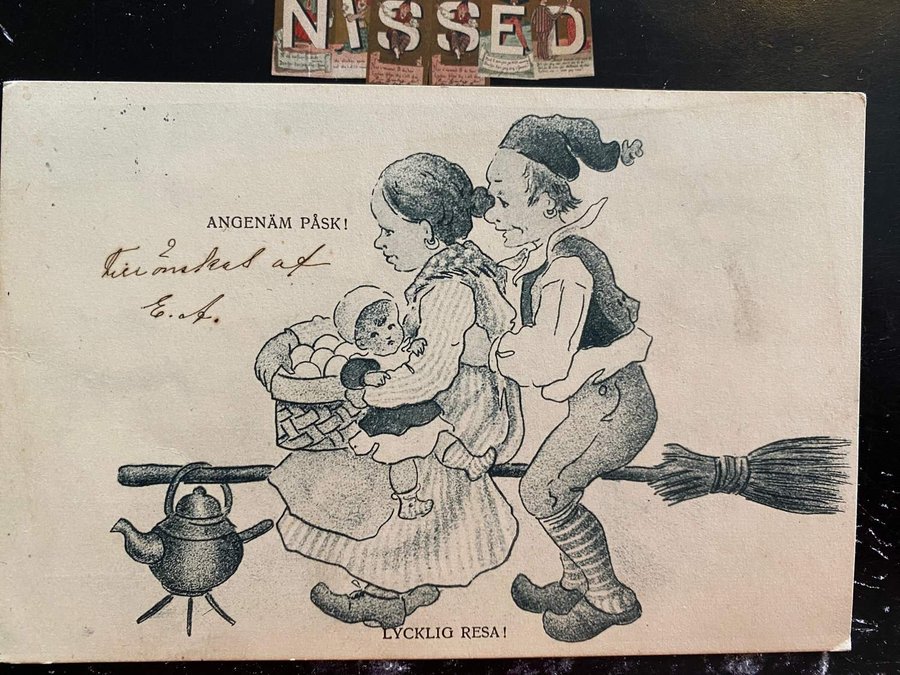 NISSED
ANGENÄM PÅSK!
Tillönskas af
E. A.
LYCKLIG RESA!